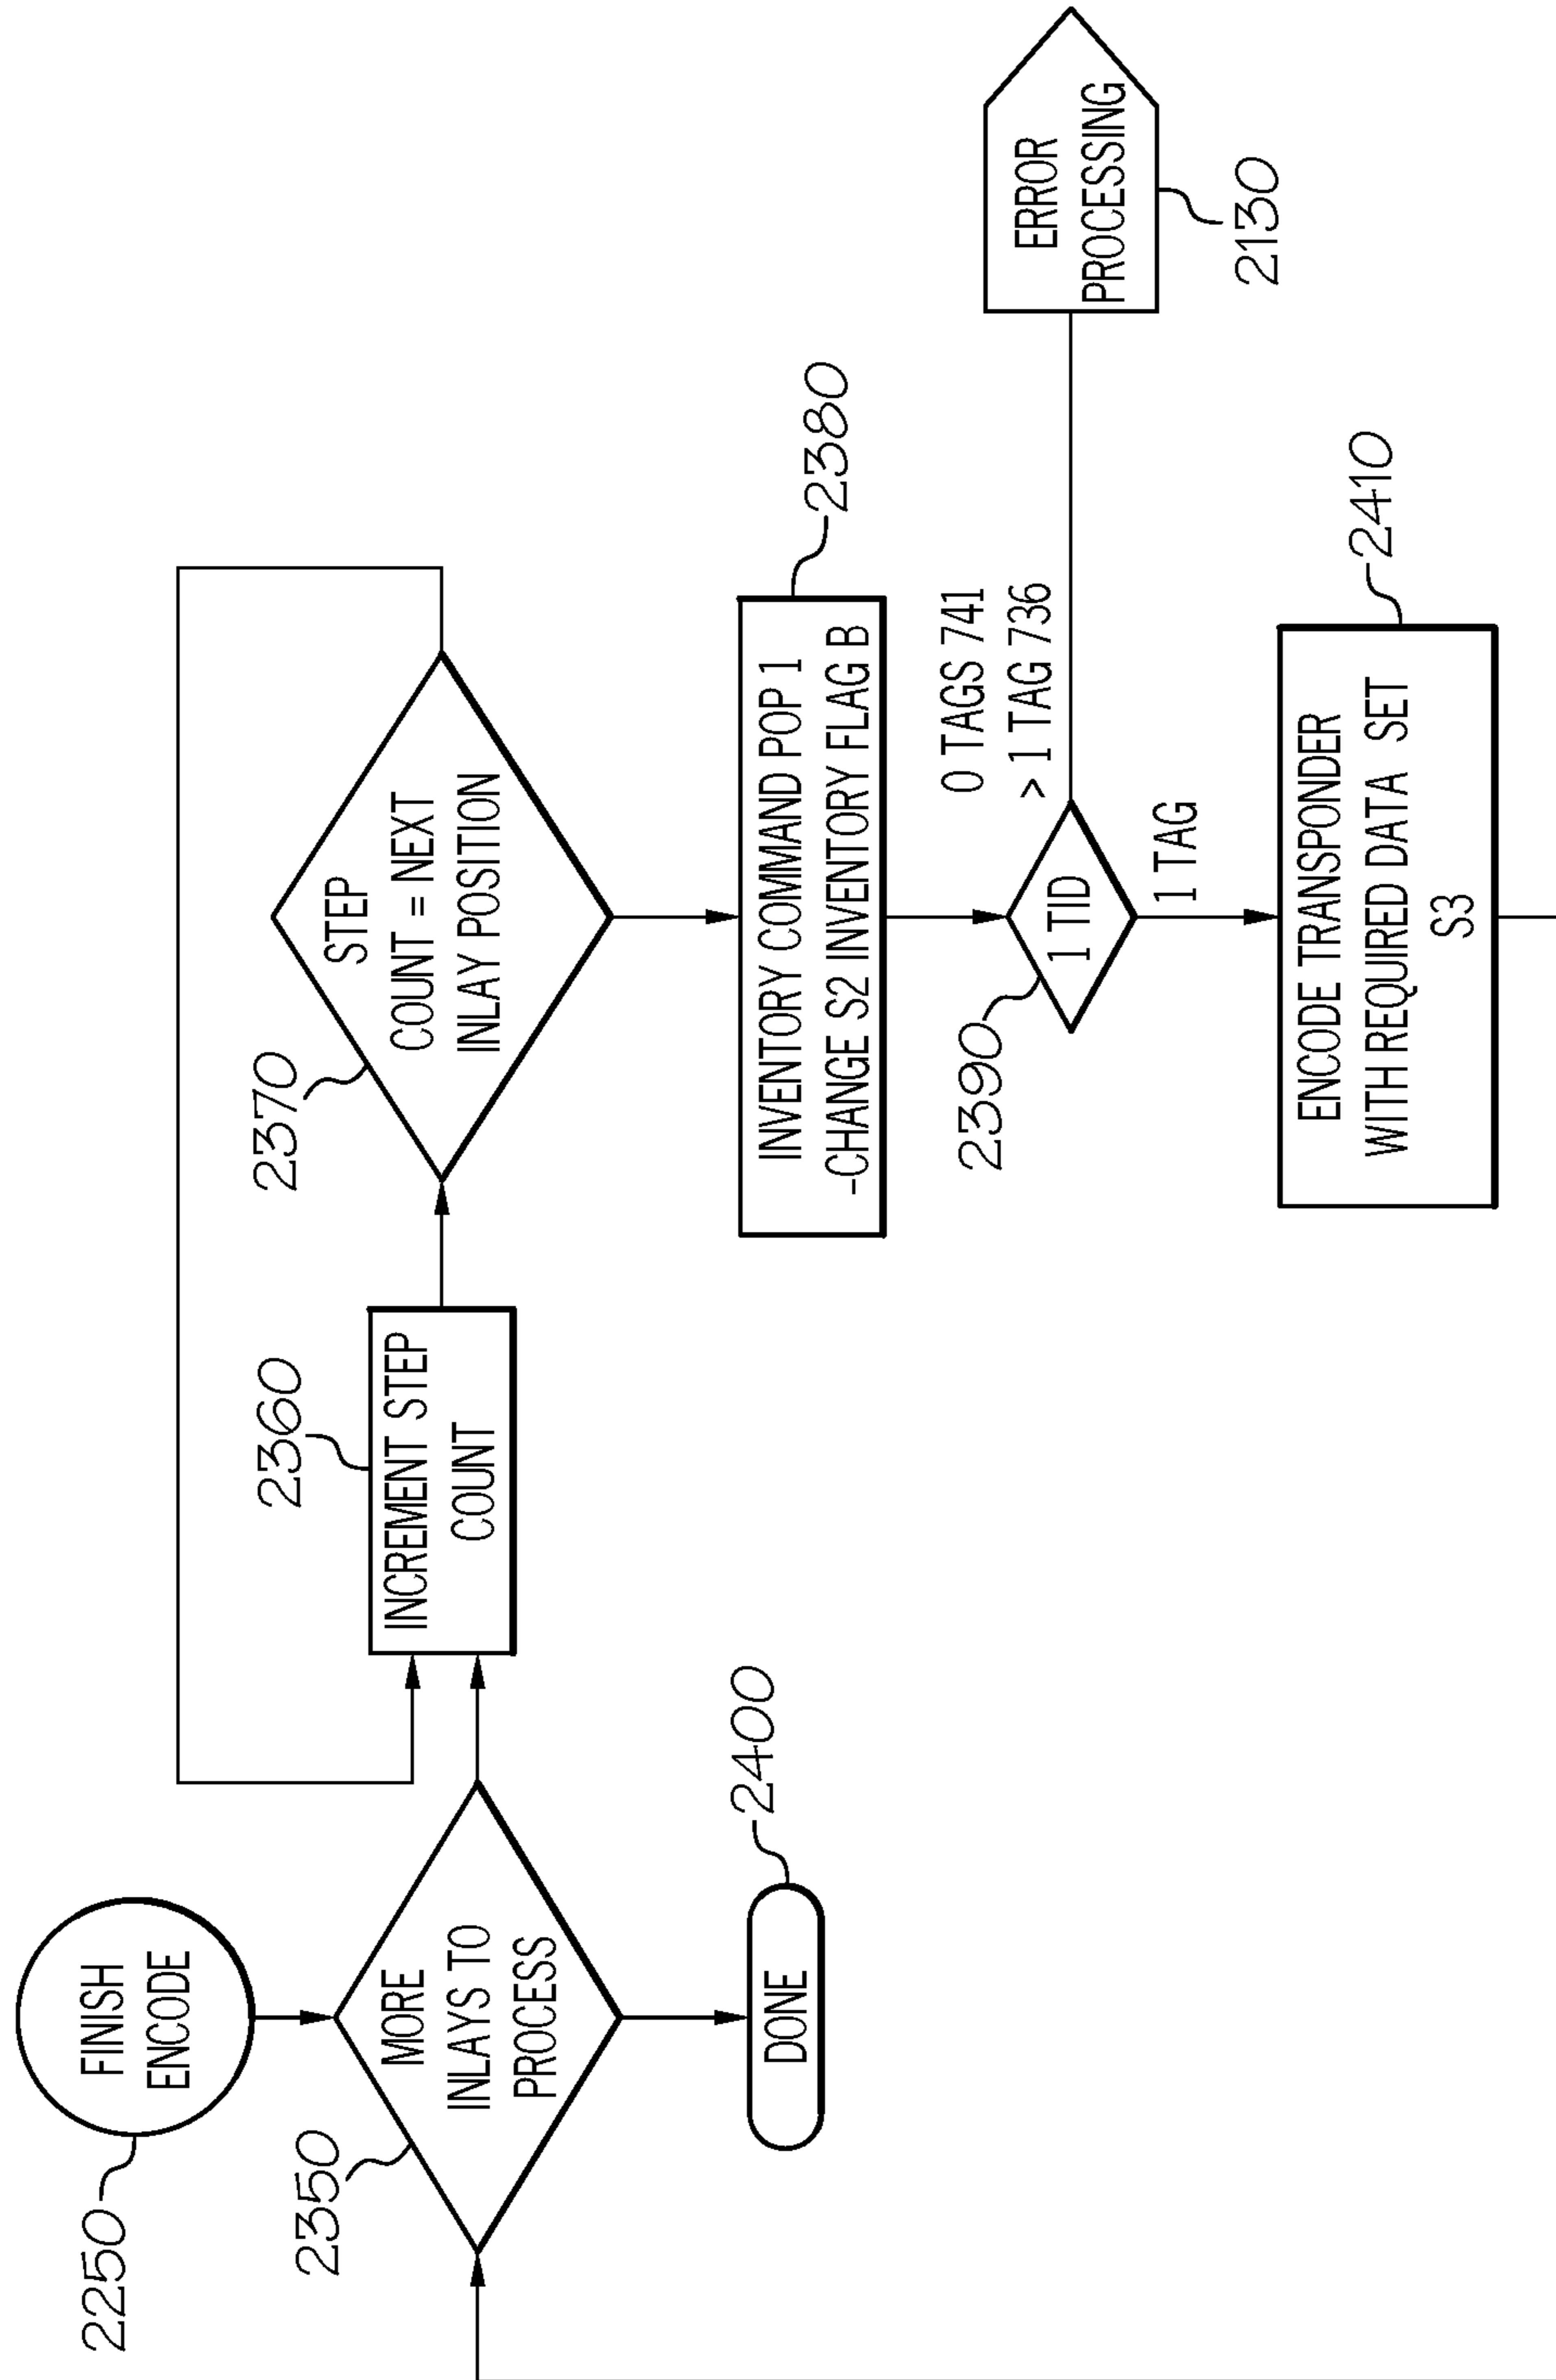 2250
FINISH
ENCODE
2350
MORE
INLAYS TO
PROCESS
2400
DONE
2360
INCREMENT STEP
COUNT
2370
STEP
COUNT = NEXT
INLAY POSITION
2380
INVENTORY COMMAND POP 1
-CHANGE S2 INVENTORY FLAG B
2390
1 TID
0 TAGS 741
> 1 TAG 736
ERROR
PROCESSING
2130
1 TAG
2410
ENCODE TRANSPONDER
WITH REQUIRED DATA SET
S3